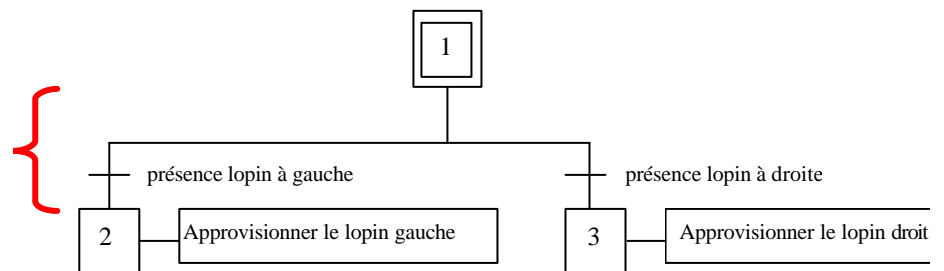 1
présence lopin à gauche
présence lopin à droite
2
Approvisionner le lopin gauche
3
Approvisionner le lopin droit